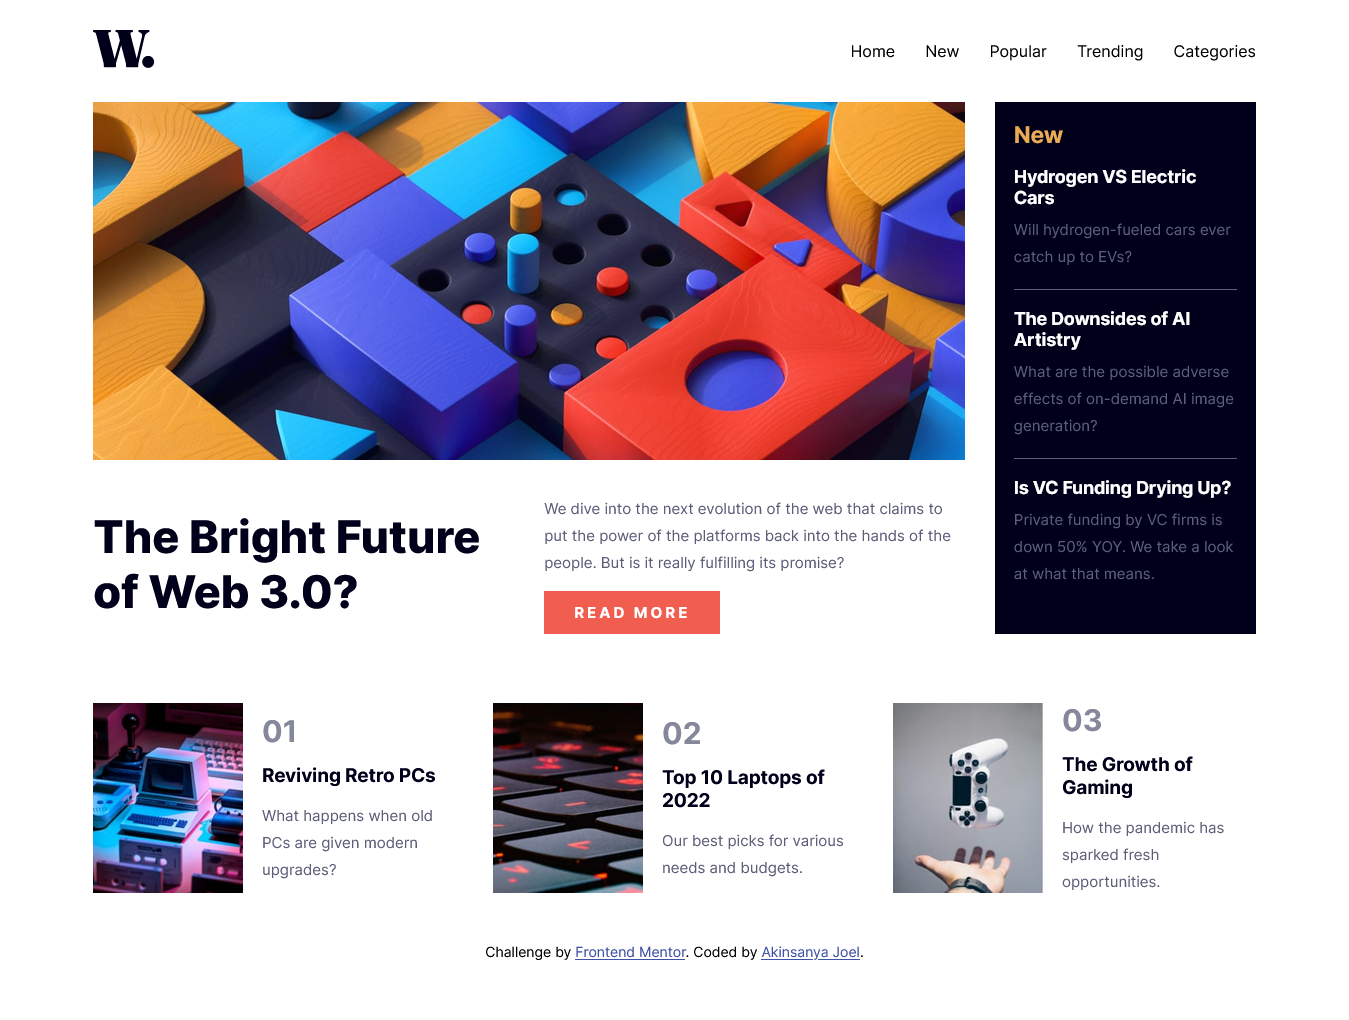 W.
Home New Popular Trending Categories
New
Hydrogen VS Electric
Cars
Will hydrogen-fueled cars ever
catch up to EVs?
The Downsides of AI
Artistry
What are the possible adverse
effects of on-demand AI image
generation?
Is VC Funding Drying Up?
Private funding by VC firms is
down 50% YOY. We take a look
at what that means.
The Bright Future
of Web 3.0?
We dive into the next evolution of the web that claims to
put the power of the platforms back into the hands of the
people. But is it really fulfilling its promise?
READ MORE
01
Reviving Retro PCs
What happens when old
PCs are given modern
upgrades?
02
Top 10 Laptops of
2022
Our best picks for various
needs and budgets.
03
The Growth of
Gaming
How the pandemic has
sparked fresh
opportunities.
Challenge by Frontend Mentor. Coded by Akinsanya Joel.